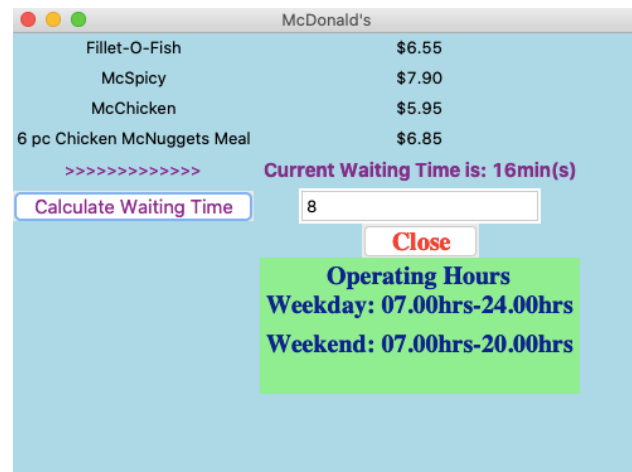 McDonald's
Fillet-O-Fish $6.55
McSpicy $7.90
McChicken $5.95
6 pc Chicken McNuggets Meal $6.85
>>>>>>>>>>>>> Current Waiting Time is: 16min(s)
Calculate Waiting Time 8
Close
Operating Hours
Weekday: 07.00hrs-24.00hrs
Weekend: 07.00hrs-20.00hrs